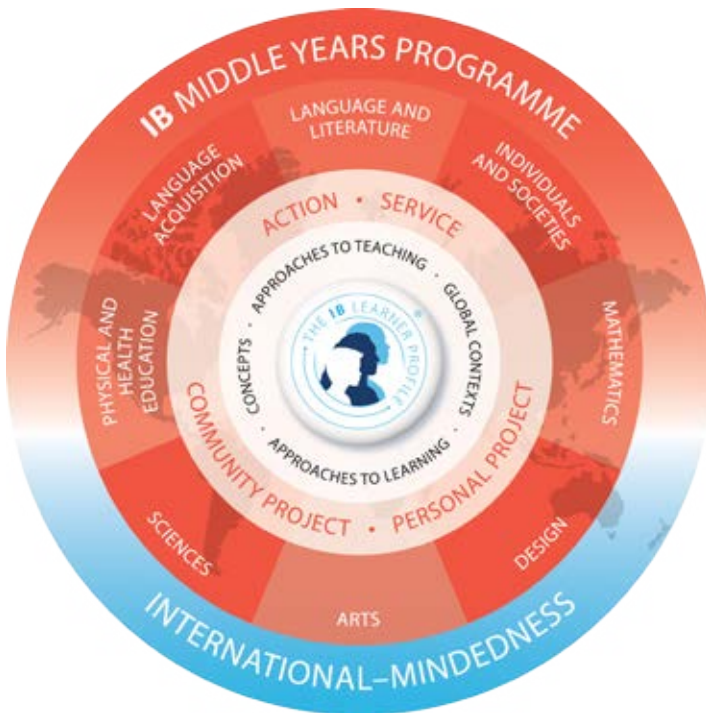 IB MIDDLE YEARS PROGRAMME
LANGUAGE AND
LITERATURE
INDIVIDUALS
AND SOCIETIES
MATHEMATICS
DESIGN
ARTS
SCIENCES
PHYSICAL AND
HEALTH
EDUCATION
LANGUAGE
ACQUISITION
ACTION • SERVICE
PERSONAL PROJECT •
COMMUNITY PROJECT
APPROACHES TO TEACHING ·
GLOBAL CONTEXTS ·
APPROACHES TO LEARNING ·
CONCEPTS ·
• THE IB LEARNER PROFILE •
®
INTERNATIONAL–MINDEDNESS